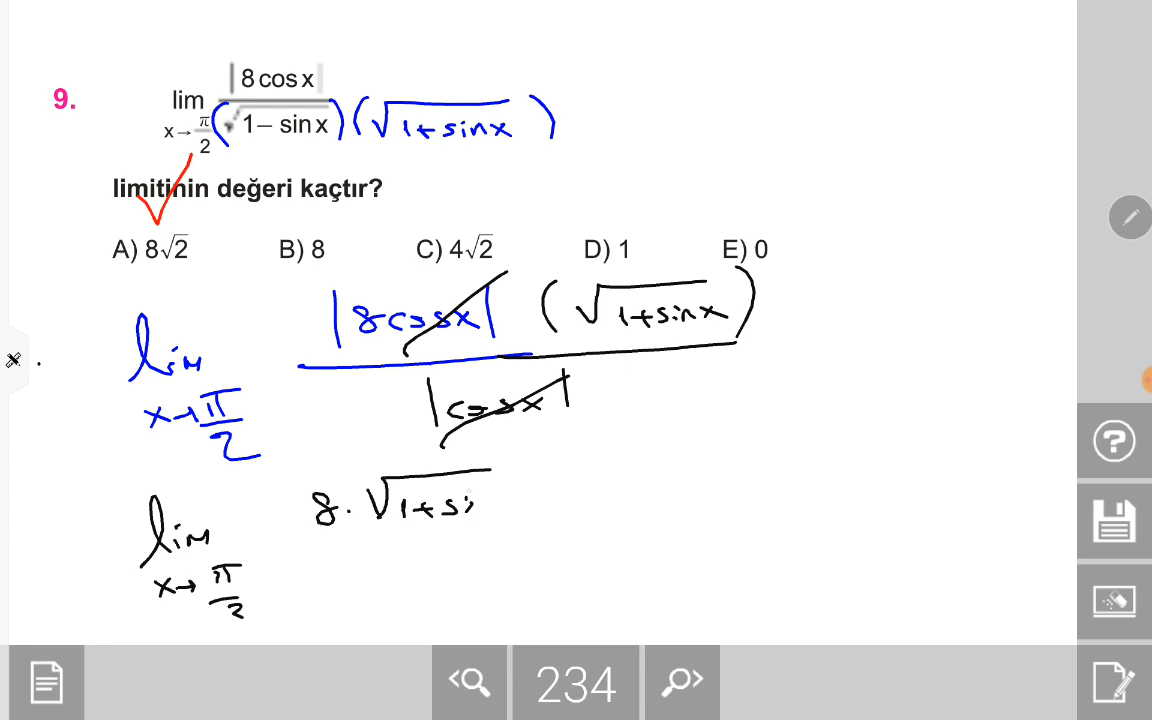 9. lim x→π/2 |8 cos x| / (√1 – sin x) (√1+sinx)
limitinin değeri kaçtır?
A) 8√2 B) 8 C) 4√2 D) 1 E) 0
lim x→π/2 |8cosx| (√1+sinx) / |cosx|
lim x→π/2 8.√1+si
234